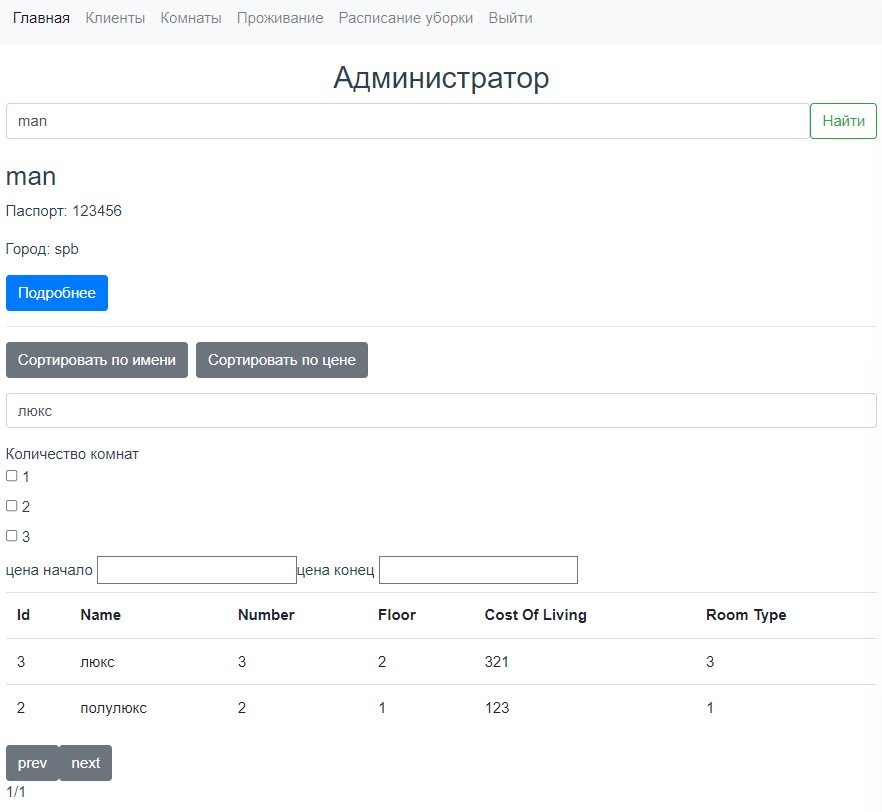 Главная Клиенты Комнаты Проживание Расписание уборки Выйти
Администратор
man Найти
man
Паспорт: 123456
Город: spb
Подробнее
Сортировать по имени Сортировать по цене
люкс
Количество комнат
1
2
3
цена начало цена конец
Id Name Number Floor Cost Of Living Room Type
3 люкс 3 2 321 3
2 полулюкс 2 1 123 1
prev next
1/1